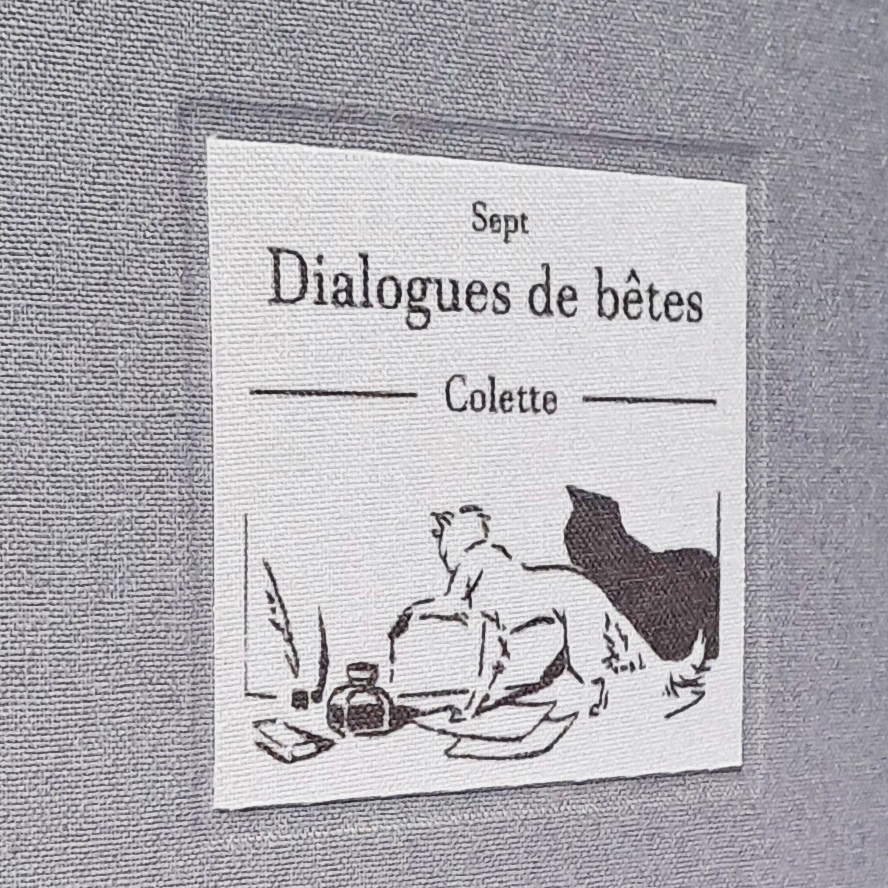 Sept
Dialogues de bêtes
Colette